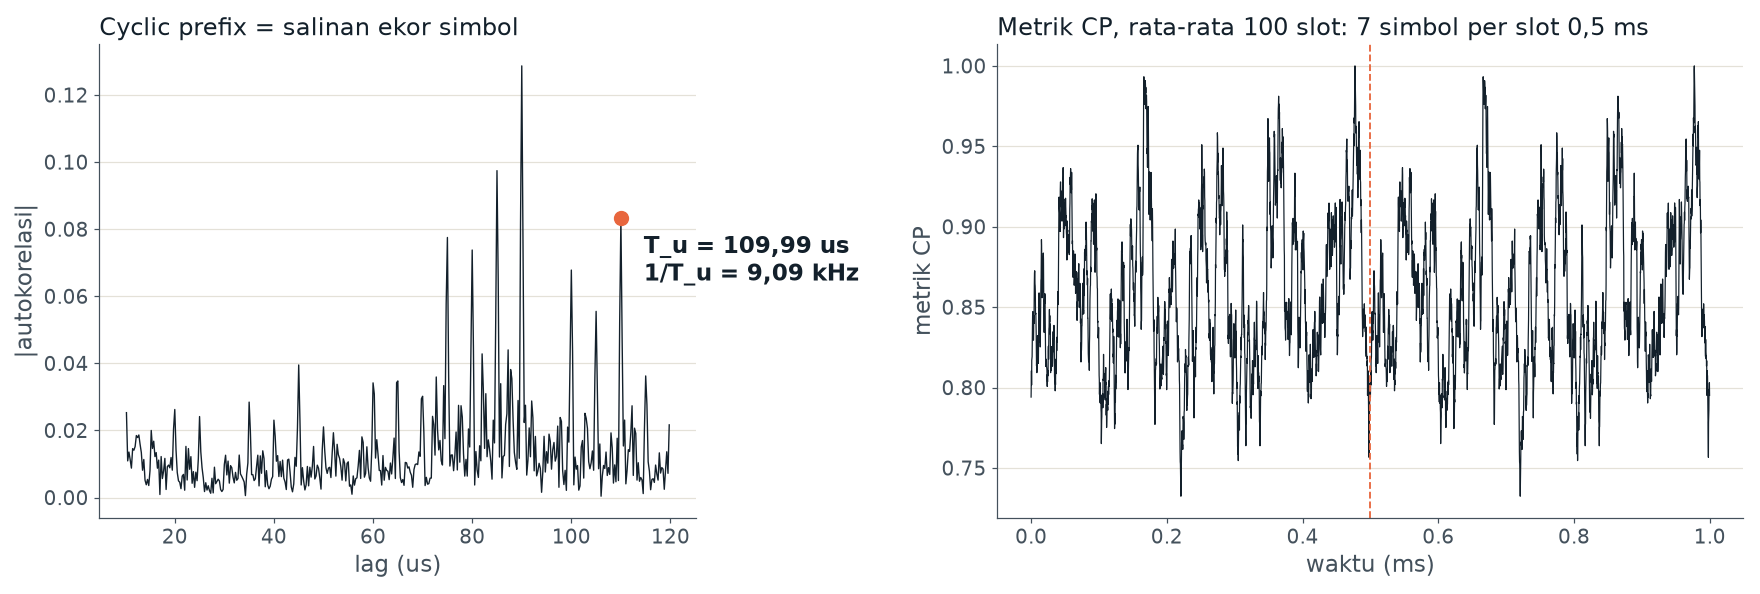 Cyclic prefix = salinan ekor simbol
|autokorelasi|
0.12
0.10
0.08
0.06
0.04
0.02
0.00
T_u = 109,99 us
1/T_u = 9,09 kHz
20 40 60 80 100 120
lag (us)
Metrik CP, rata-rata 100 slot: 7 simbol per slot 0,5 ms
metrik CP
1.00
0.95
0.90
0.85
0.80
0.75
0.0 0.2 0.4 0.6 0.8 1.0
waktu (ms)